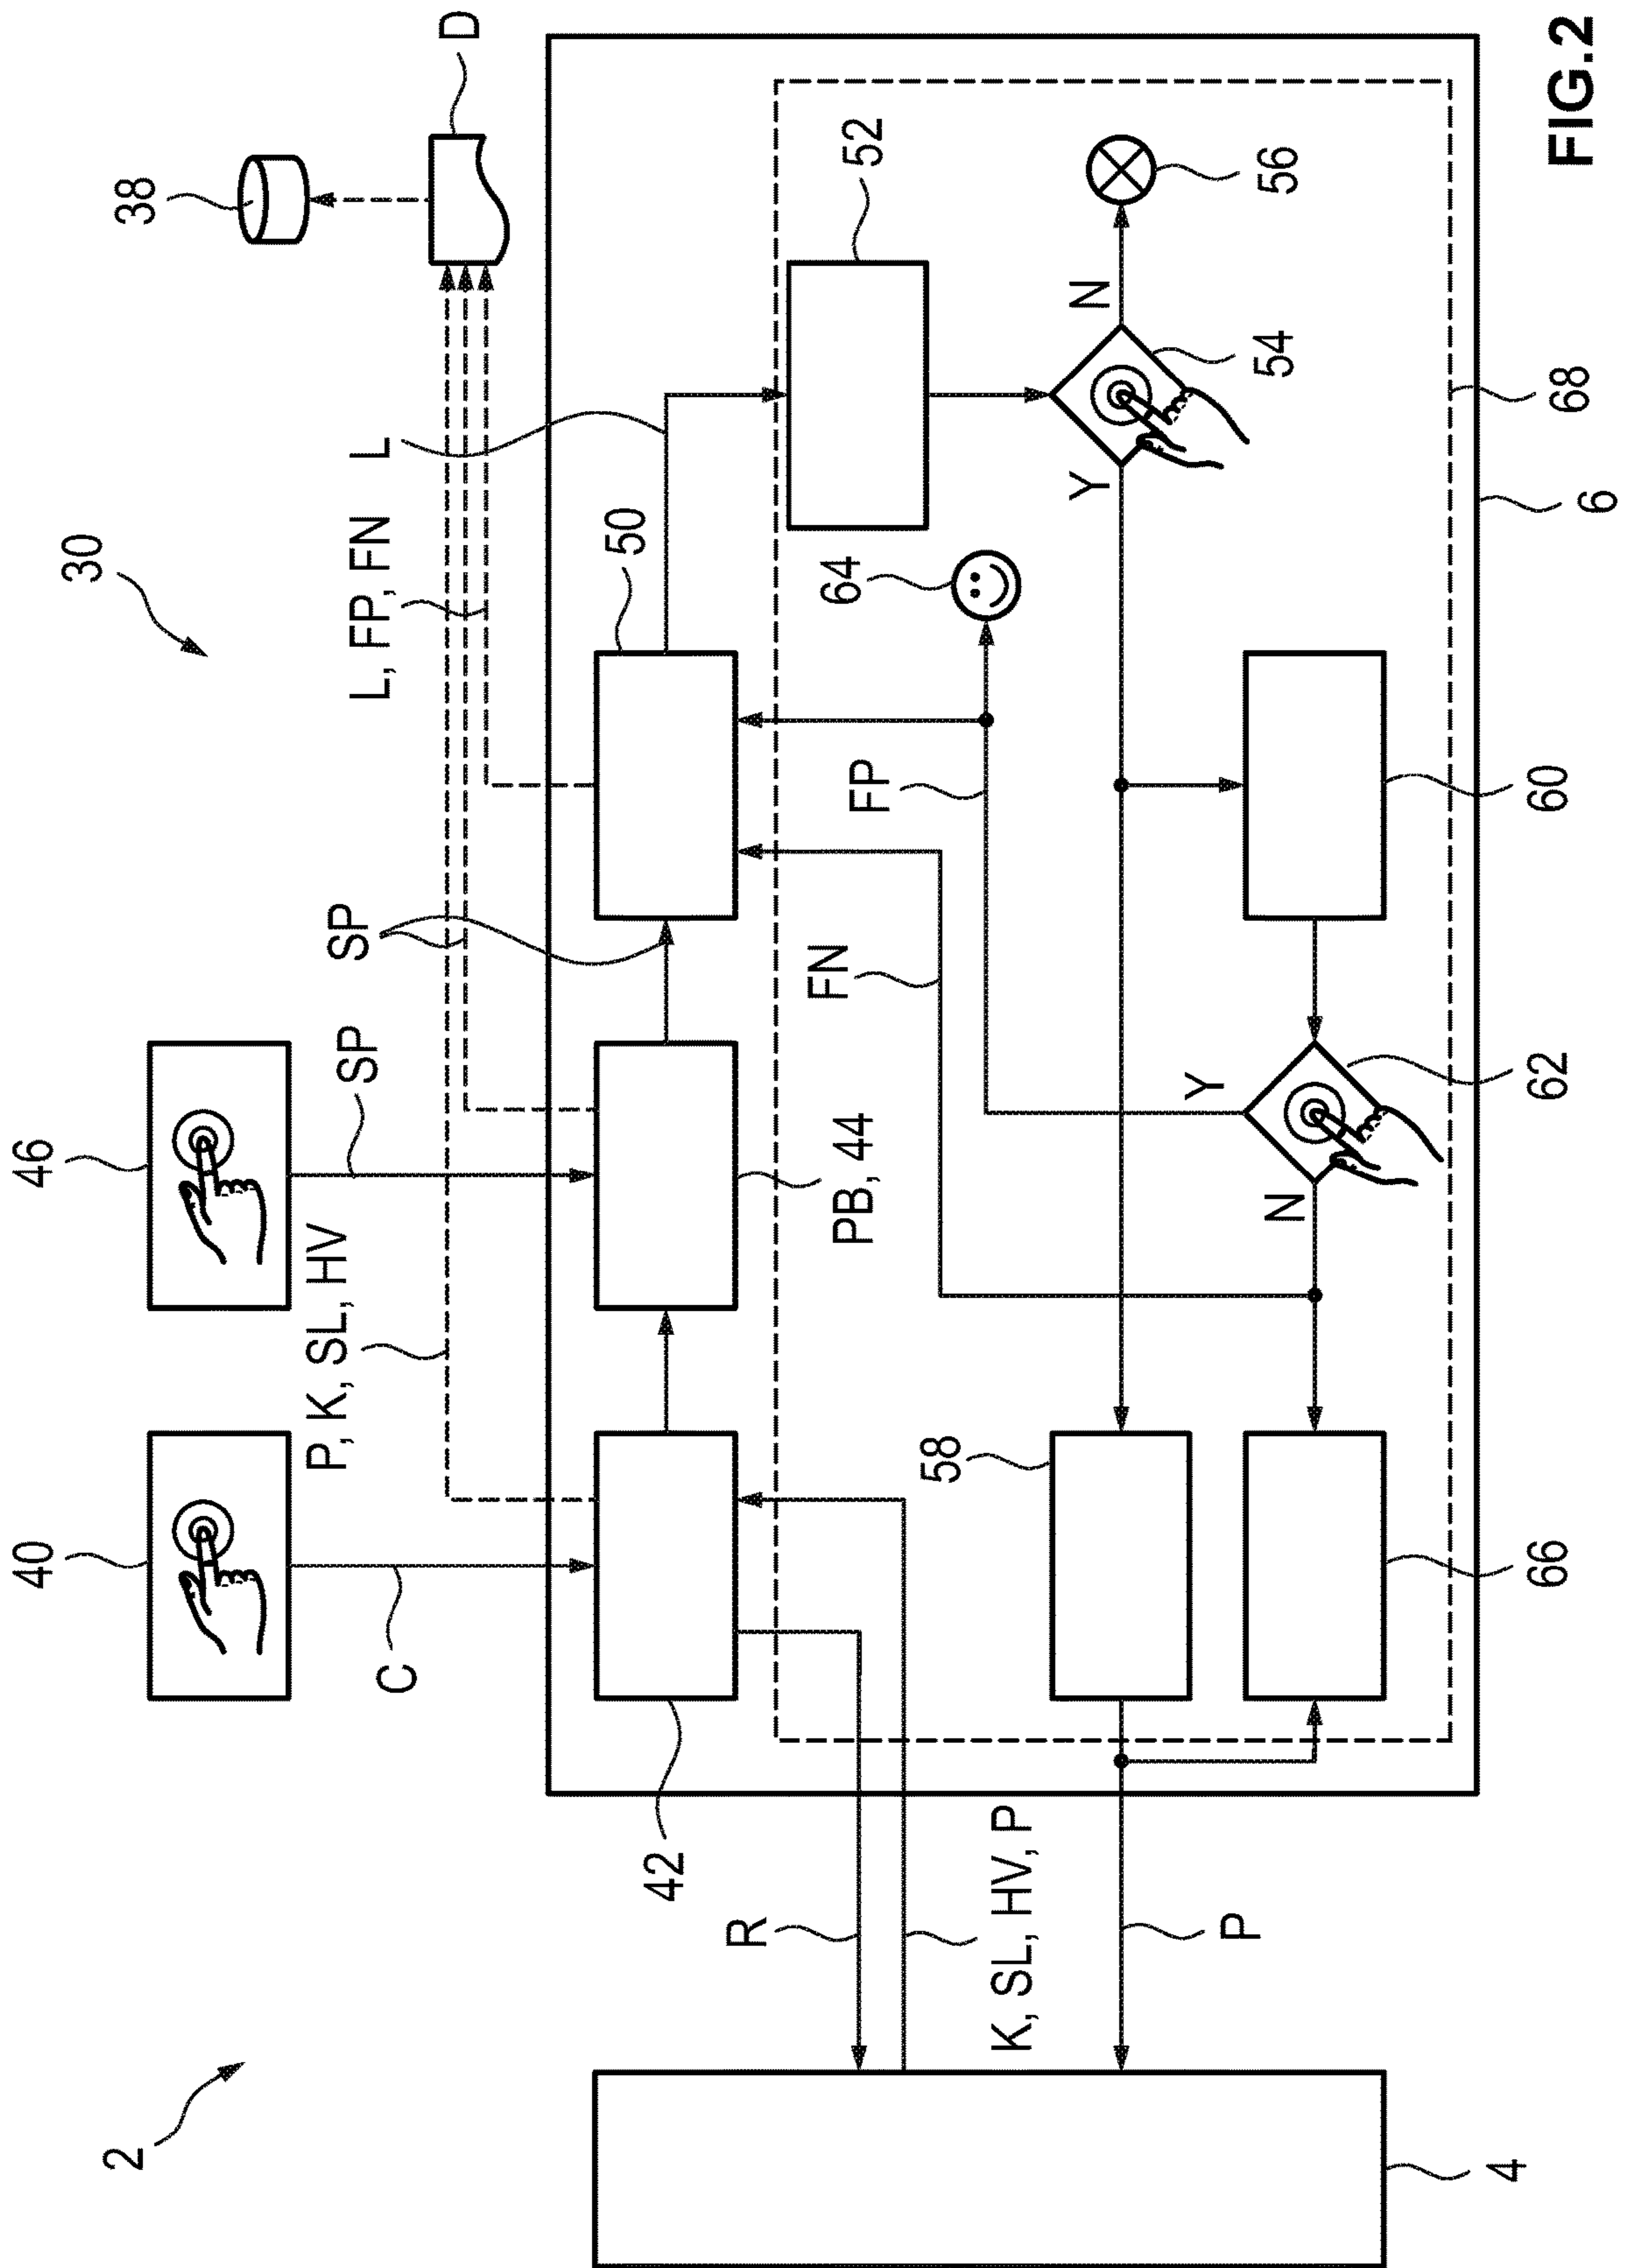 2
30
40
46
38
D
C
P, K, SL, HV
SP
SP
L, FP, FN
L
42
PB, 44
50
52
R
K, SL, HV, P
P
58
FN
FP
64
Y
N
54
56
N
Y
4
66
62
60
6
68
FIG.2